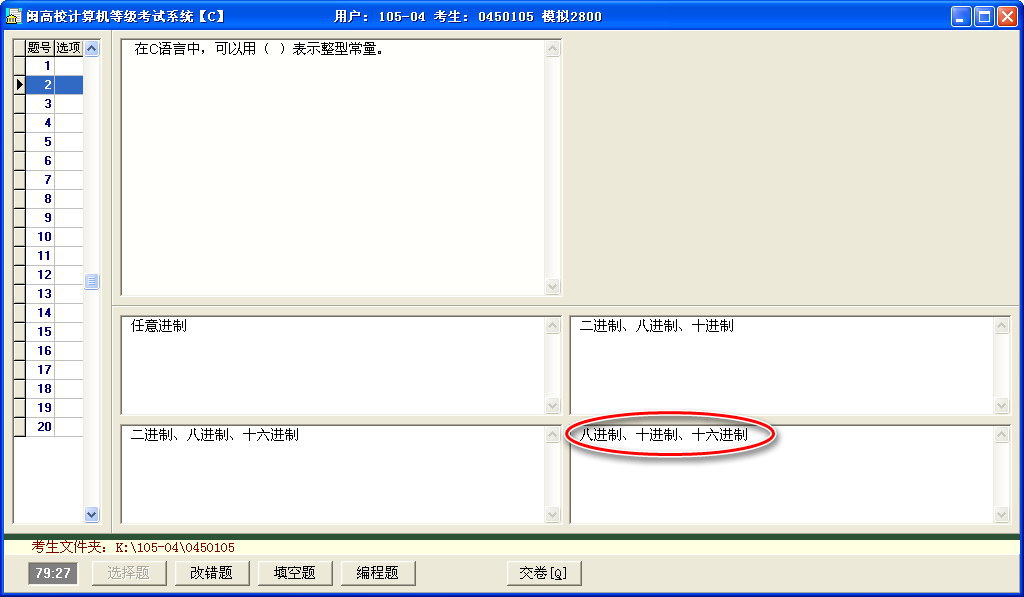 闽高校计算机等级考试系统【C】 用户: 105-04 考生: 0450105 模拟2800
题号 选项
1
2
3
4
5
6
7
8
9
10
11
12
13
14
15
16
17
18
19
20
在C语言中，可以用（ ）表示整型常量。
任意进制
二进制、八进制、十进制
二进制、八进制、十六进制
八进制、十进制、十六进制
考生文件夹: K:\105-04\0450105
79:27 选择题 改错题 填空题 编程题 交卷[Q]